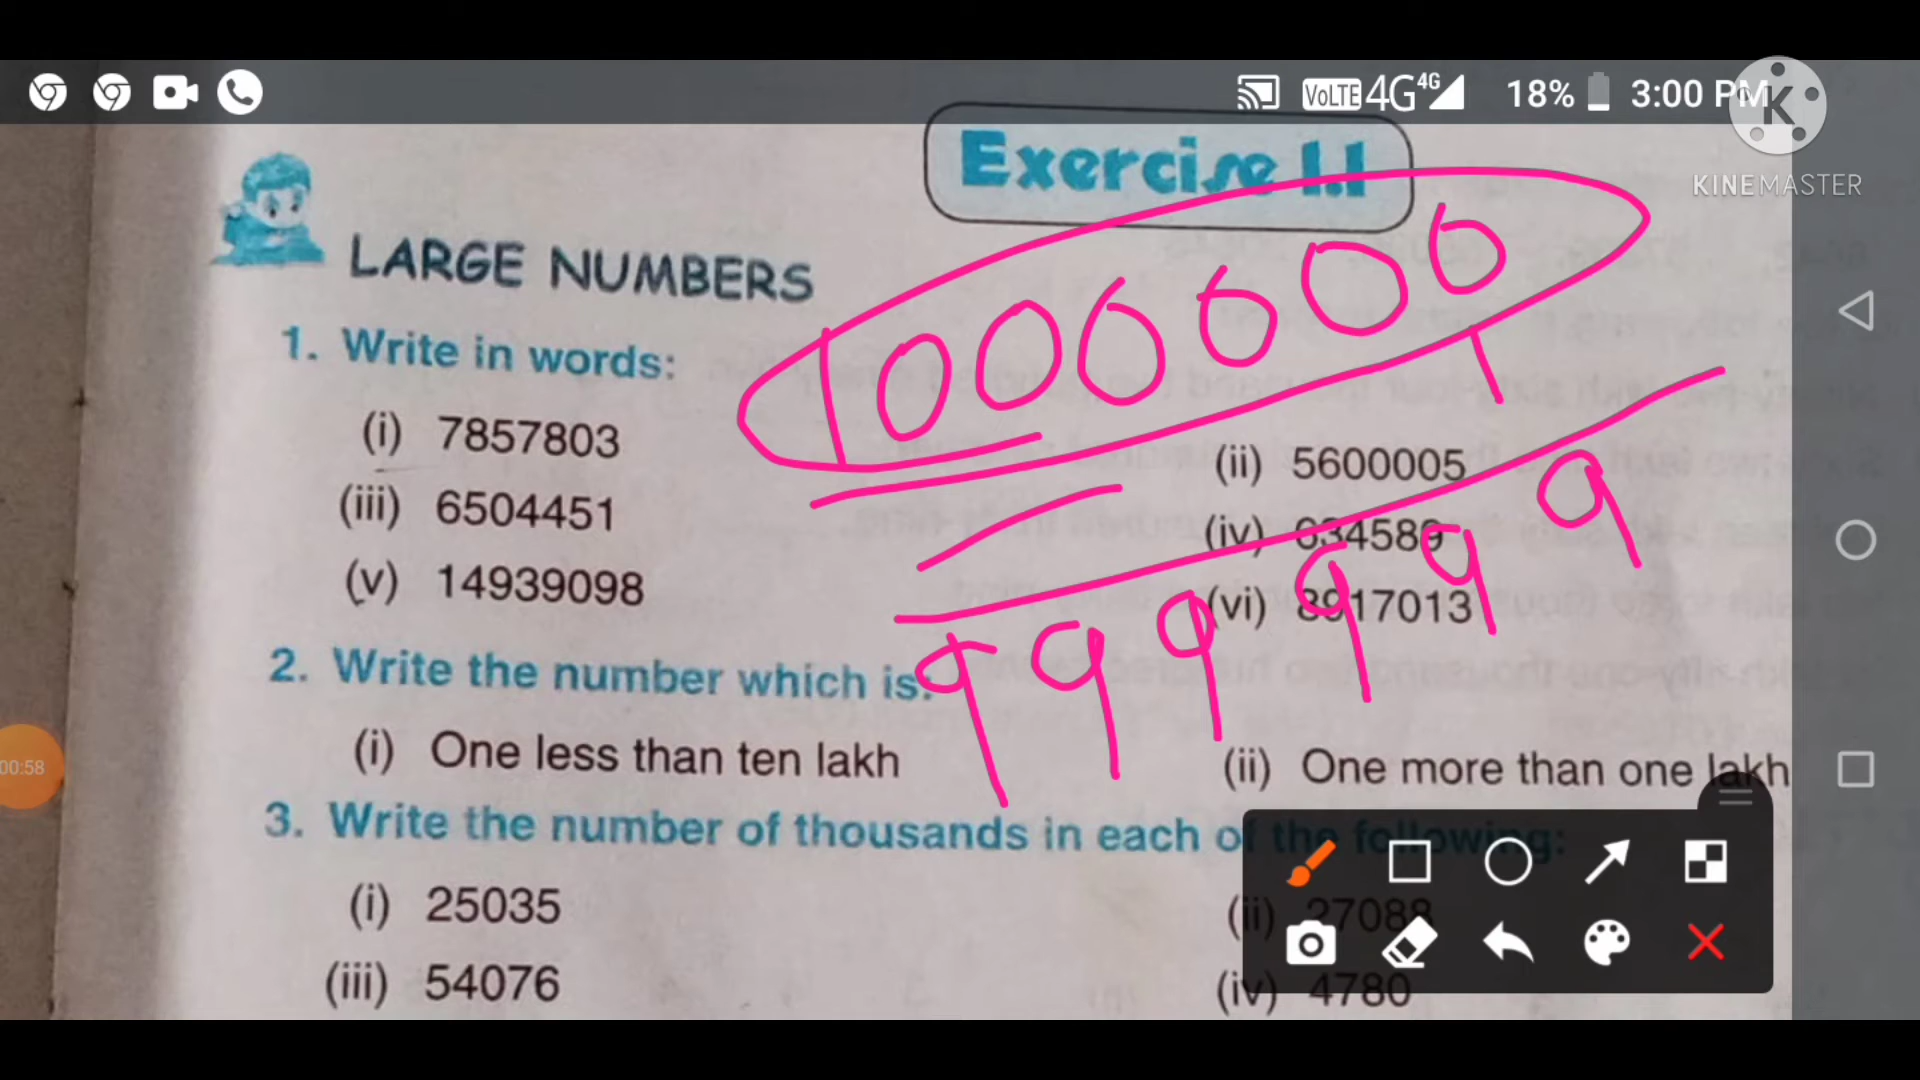 VoLTE 4G 4G 18% 3:00 PM
K
KINEMASTER
Exercise 1.1
LARGE NUMBERS
1000000
1
999999
1. Write in words:
(i) 7857803 (ii) 5600005
(iii) 6504451 (iv) 634589
(v) 14939098 (vi) 8917013
2. Write the number which is:
(i) One less than ten lakh (ii) One more than one lakh
3. Write the number of thousands in each of the following:
(i) 25035 (ii) 27088
(iii) 54076 (iv) 4780
00:58